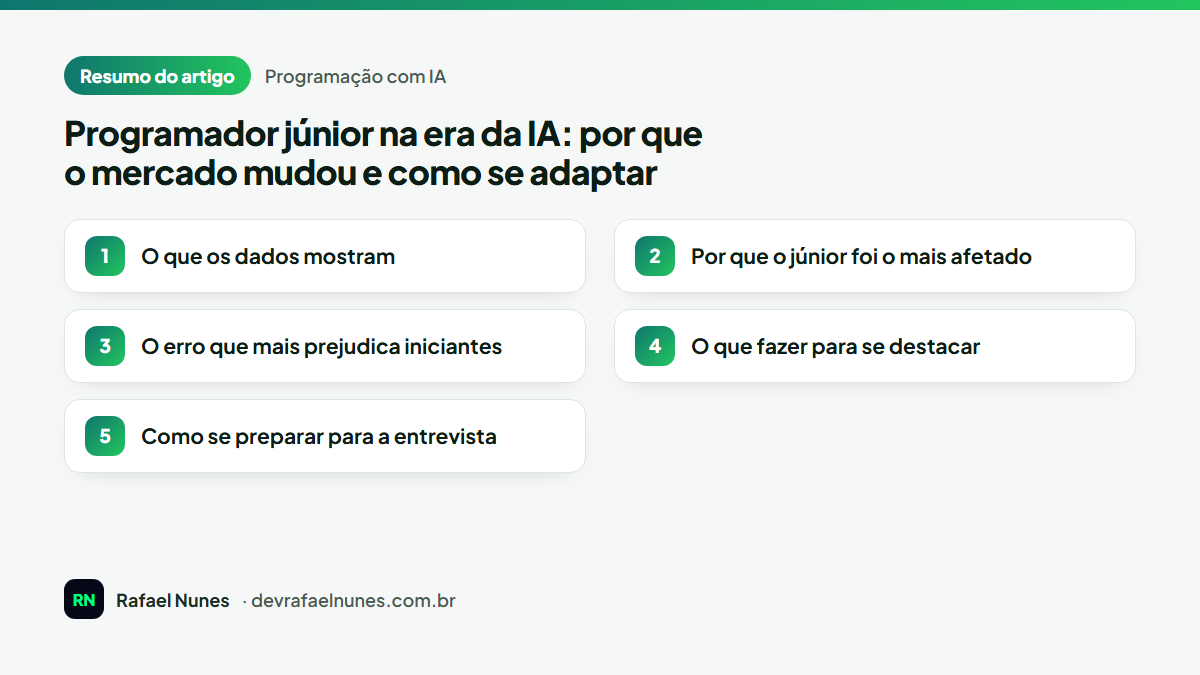 Resumo do artigo
Programação com IA
Programador júnior na era da IA: por que
o mercado mudou e como se adaptar
1 O que os dados mostram
2 Por que o júnior foi o mais afetado
3 O erro que mais prejudica iniciantes
4 O que fazer para se destacar
5 Como se preparar para a entrevista
RN Rafael Nunes · devrafaelnunes.com.br